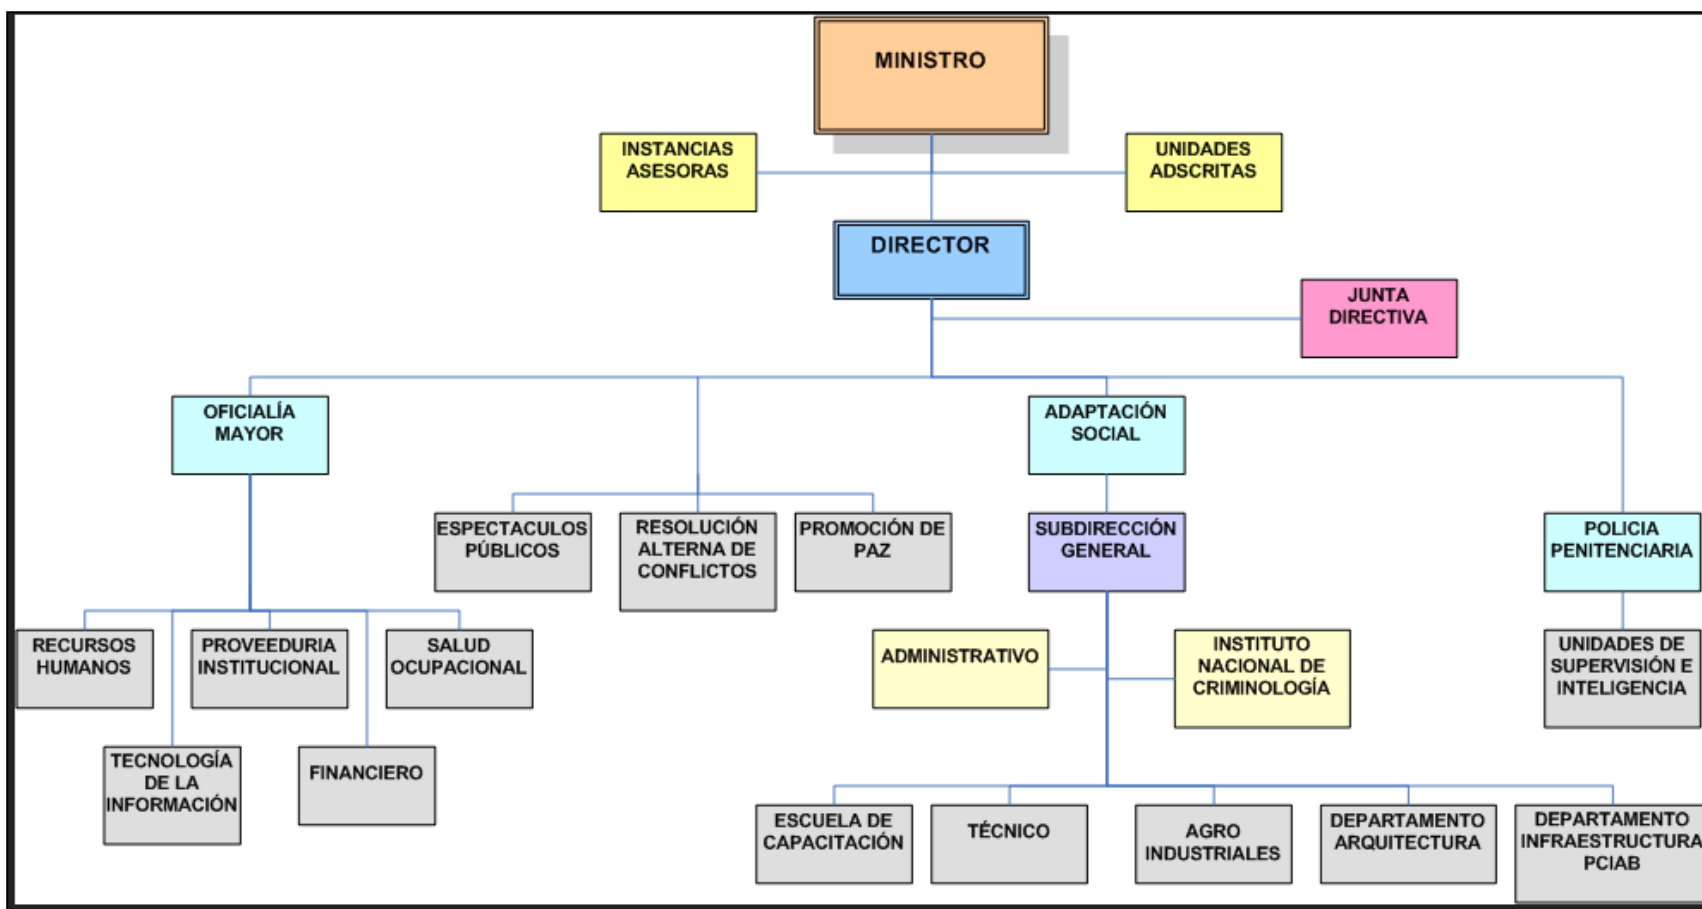 MINISTRO
INSTANCIAS
ASESORAS
UNIDADES
ADSCRITAS
DIRECTOR
JUNTA
DIRECTIVA
OFICIALÍA
MAYOR
ADAPTACIÓN
SOCIAL
ESPECTACULOS
PÚBLICOS
RESOLUCIÓN
ALTERNA DE
CONFLICTOS
PROMOCIÓN DE
PAZ
SUBDIRECCIÓN
GENERAL
POLICIA
PENITENCIARIA
RECURSOS
HUMANOS
PROVEEDURIA
INSTITUCIONAL
SALUD
OCUPACIONAL
ADMINISTRATIVO
INSTITUTO
NACIONAL DE
CRIMINOLOGÍA
UNIDADES DE
SUPERVISIÓN E
INTELIGENCIA
TECNOLOGÍA
DE LA
INFORMACIÓN
FINANCIERO
ESCUELA DE
CAPACITACIÓN
TÉCNICO
AGRO
INDUSTRIALES
DEPARTAMENTO
ARQUITECTURA
DEPARTAMENTO
INFRAESTRUCTURA
PCIAB